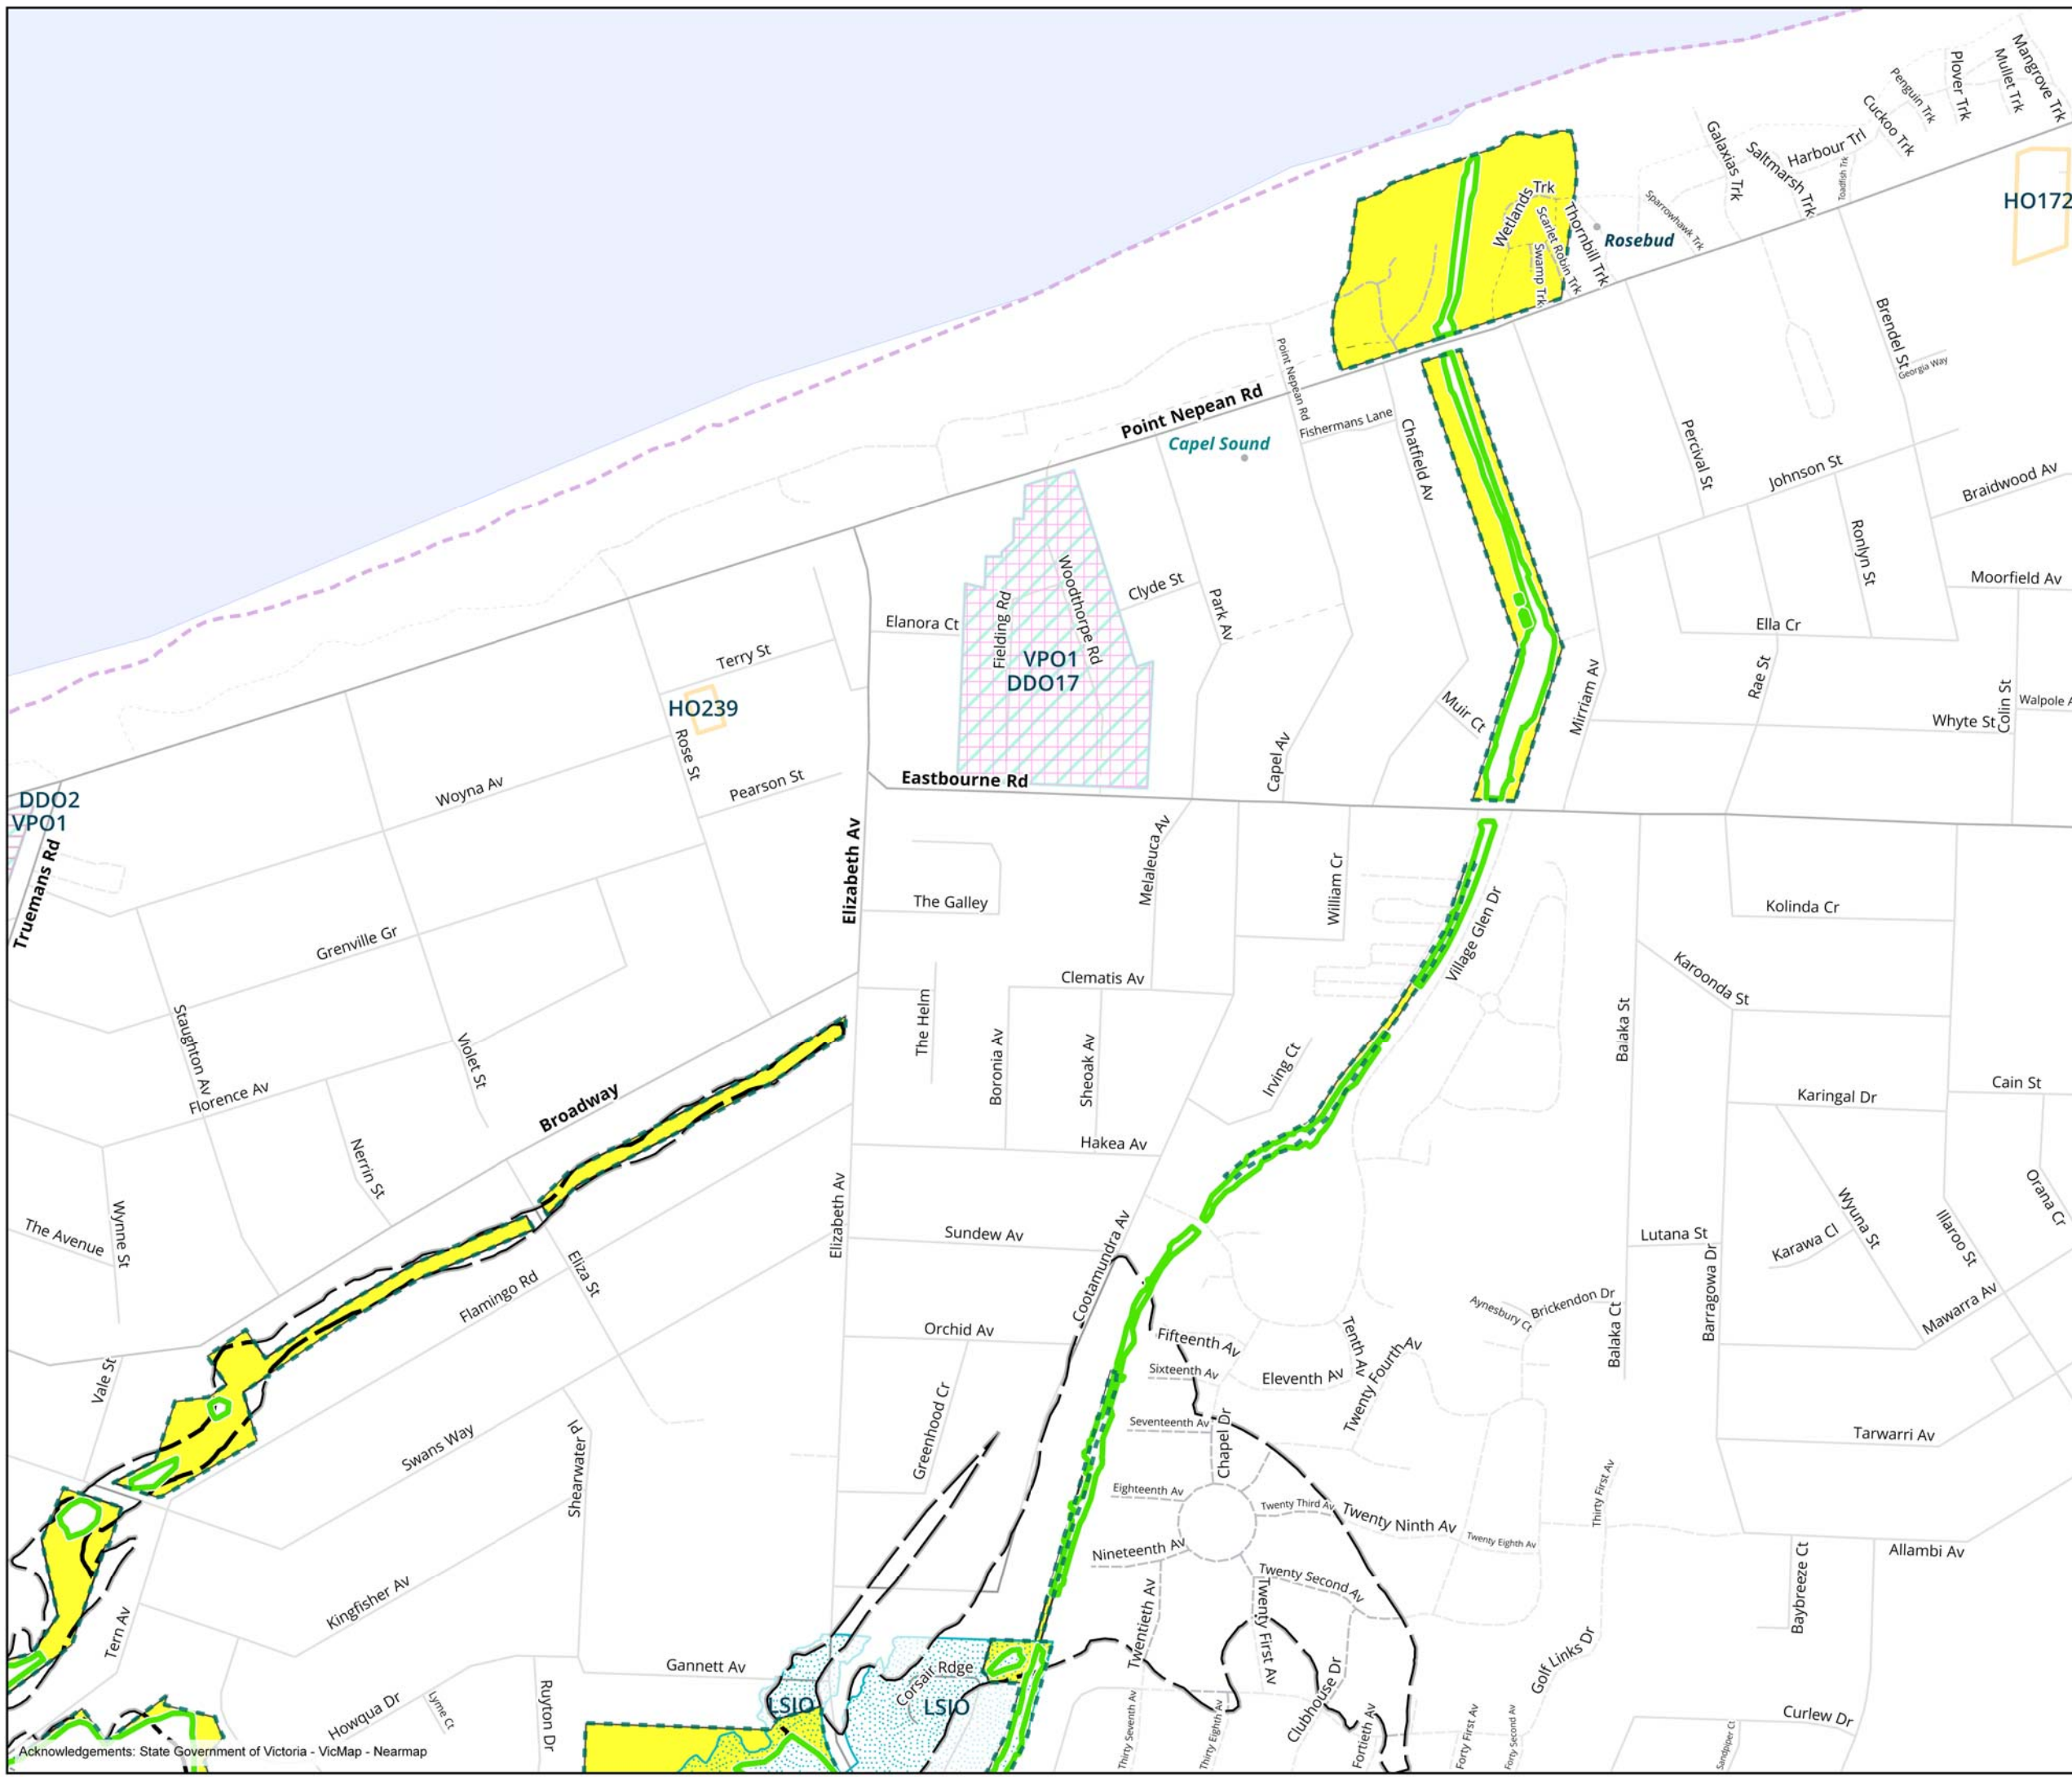 Mangrove Trk
Mullet Trk
Plover Trk
Penguin Trk
Cuckoo Trk
Harbour Trl
Toadfish Trk
Saltmarsh Trk
Galaxias Trk
Sparrowhawk Trk
HO172
Wetlands Trk
Scarlet Robin Trk
Swamp Trk
Thornbill Trk
Rosebud
Brendel St
Georgia Way
Point Nepean Rd
Point Nepean Rd
Fishermans Lane
Capel Sound
Chatfield Av
Percival St
Johnson St
Braidwood Av
Ronlyn St
Moorfield Av
Woodthorpe Rd
Fielding Rd
Clyde St
Park Av
Elanora Ct
Ella Cr
VPO1
DDO17
Terry St
HO239
Rose St
Muir Ct
Mirriam Av
Rae St
Colin St
Walpole A
Whyte St
Pearson St
Woyna Av
Eastbourne Rd
Capel Av
DDO2
VPO1
Truemans Rd
Elizabeth Av
Melaleuca Av
William Cr
The Galley
Village Glen Dr
Kolinda Cr
Grenville Gr
Clematis Av
Karoonda St
Staughton Av
Violet St
The Helm
Boronia Av
Sheoak Av
Irving Ct
Balaka St
Florence Av
Broadway
Cain St
Karingal Dr
Nerrin St
Hakea Av
Wynne St
The Avenue
Elizabeth Av
Sundew Av
Cootamundra Av
Eliza St
Flamingo Rd
Lutana St
Barragowa Dr
Karawa Cl
Wyuna St
Illaroo St
Orana Cr
Mawarra Av
Aynesbury Ct
Brickendon Dr
Balaka Ct
Orchid Av
Fifteenth Av
Sixteenth Av
Eleventh Av
Tenth Av
Twenty Fourth Av
Vale St
Swans Way
Shearwater Pl
Greenhood Cr
Seventeenth Av
Chapel Dr
Tarwarri Av
Eighteenth Av
Twenty Third Av
Twenty Ninth Av
Twenty Eighth Av
Thirty First Av
Nineteenth Av
Twenty Second Av
Allambi Av
Baybreeze Ct
Kingfisher Av
Tern Av
Twentieth Av
Twenty First Av
Golf Links Dr
Gannett Av
Corsair Rdge
LSIO
LSIO
Howqua Dr
Lyme Ct
Ruyton Dr
Thirty Seventh Av
Thirty Eighth Av
Clubhouse Dr
Fortieth Av
Forty First Av
Forty Second Av
Curlew Dr
Sandpiper Ct
Acknowledgements: State Government of Victoria - VicMap - Nearmap